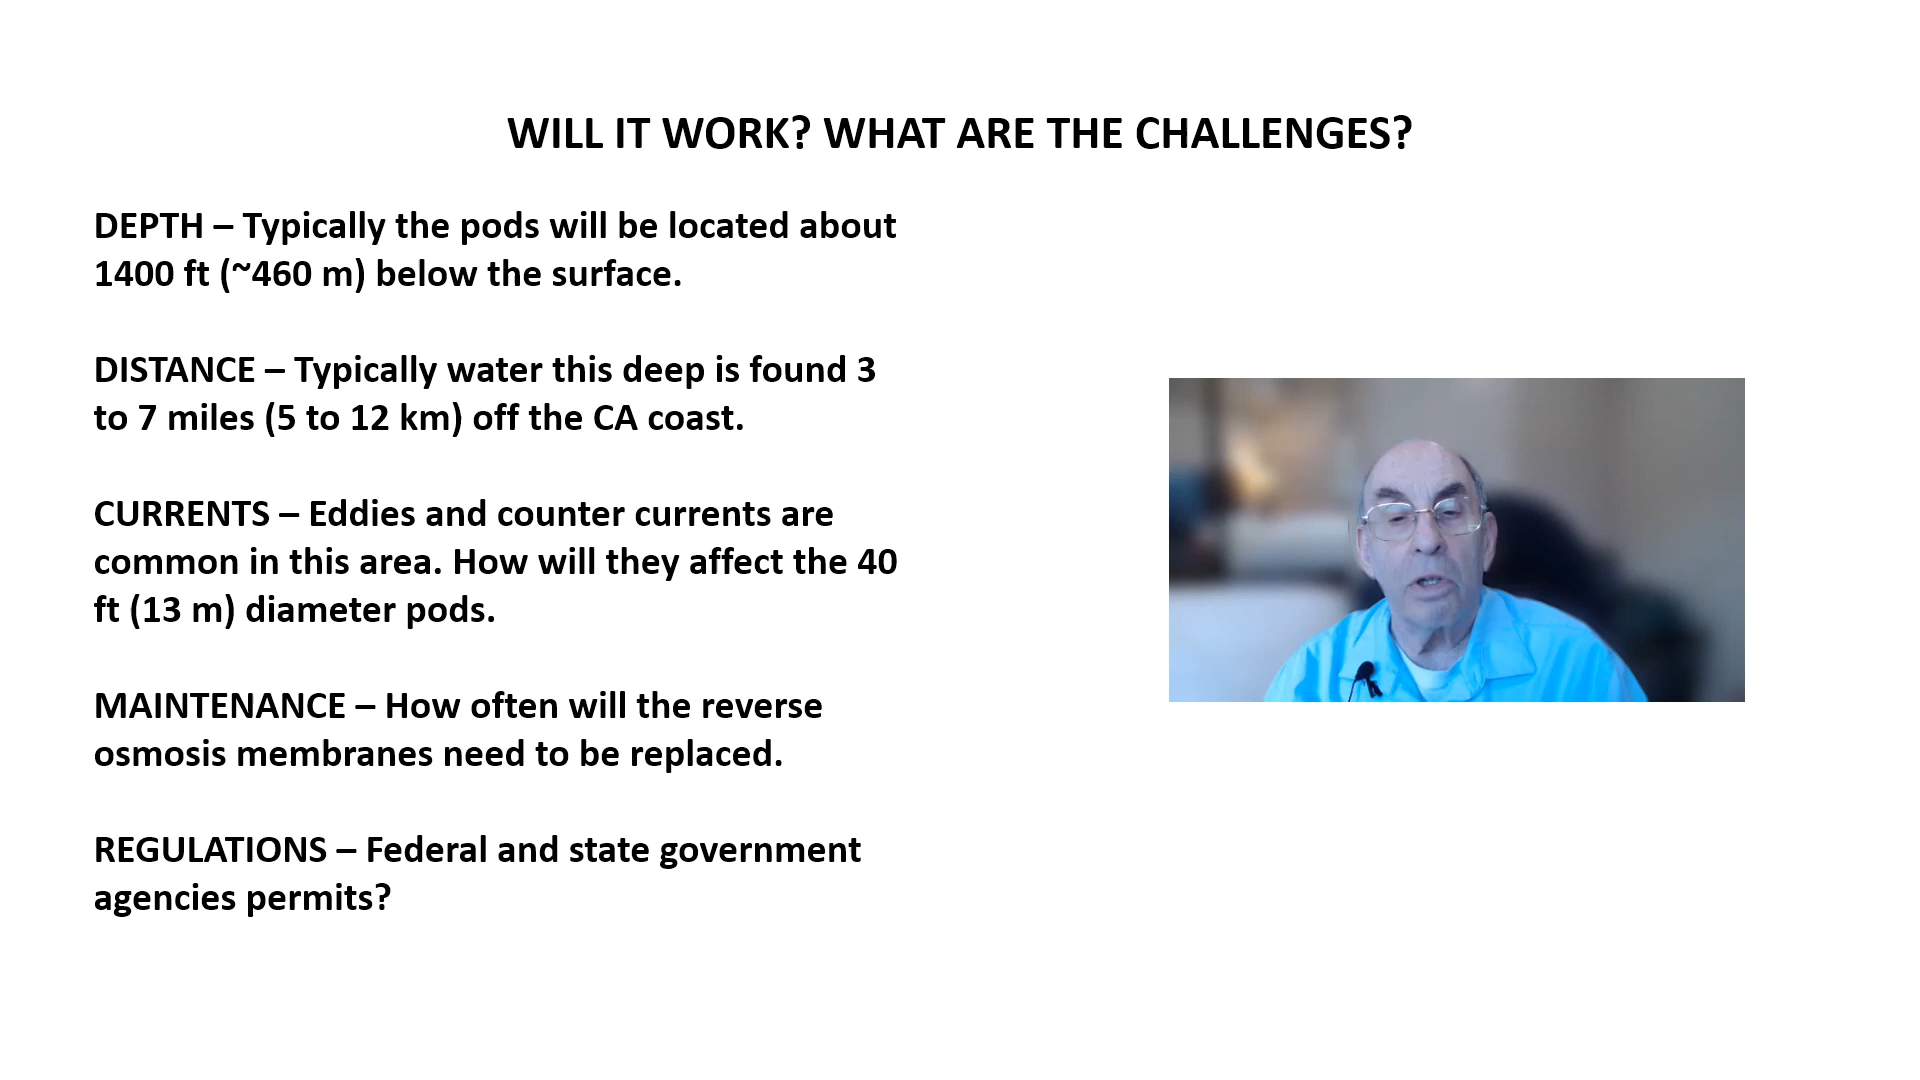 WILL IT WORK? WHAT ARE THE CHALLENGES?
DEPTH – Typically the pods will be located about
1400 ft (~460 m) below the surface.
DISTANCE – Typically water this deep is found 3
to 7 miles (5 to 12 km) off the CA coast.
CURRENTS – Eddies and counter currents are
common in this area. How will they affect the 40
ft (13 m) diameter pods.
MAINTENANCE – How often will the reverse
osmosis membranes need to be replaced.
REGULATIONS – Federal and state government
agencies permits?